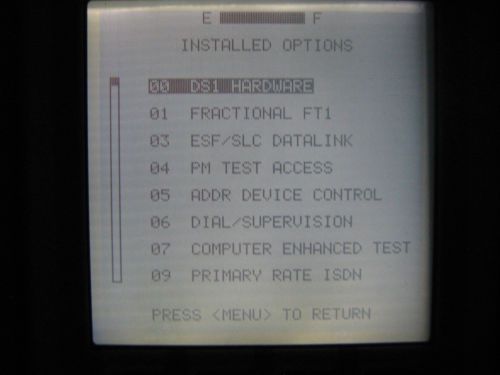 E F
INSTALLED OPTIONS
00 DS1 HARDWARE
01 FRACTIONAL FT1
03 ESF/SLC DATALINK
04 PM TEST ACCESS
05 ADDR DEVICE CONTROL
06 DIAL/SUPERVISION
07 COMPUTER ENHANCED TEST
09 PRIMARY RATE ISDN
PRESS <MENU> TO RETURN